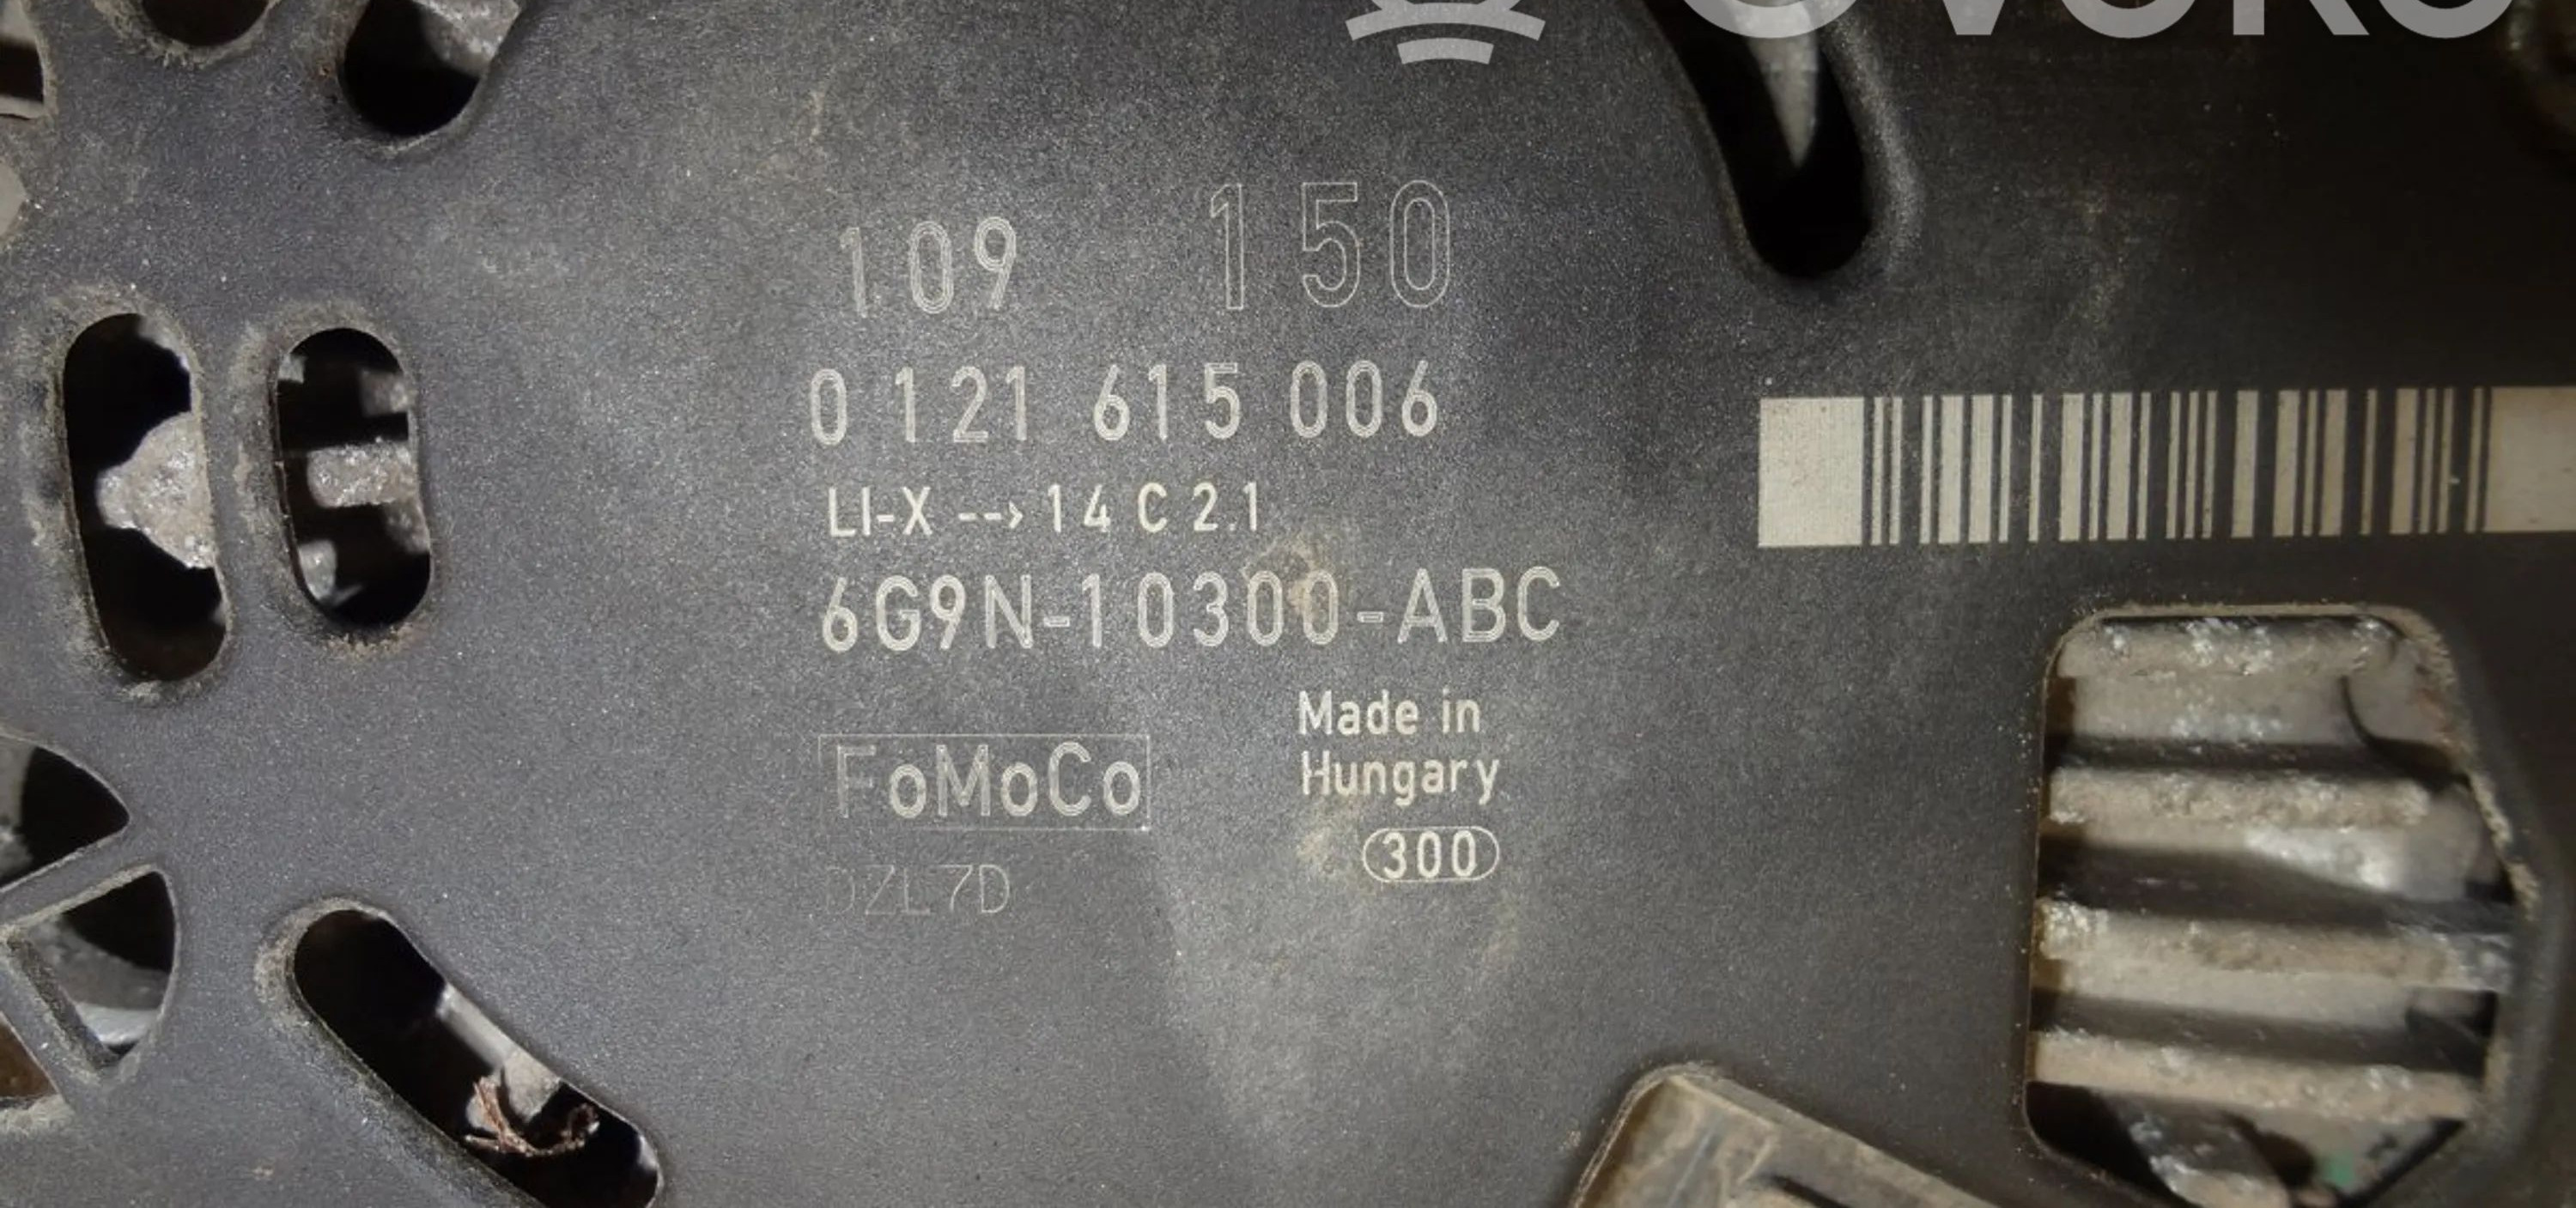 109 150
0 121 615 006
LI-X --> 14 C 2.1
6G9N-10300-ABC
Made in
Hungary
FoMoCo
300